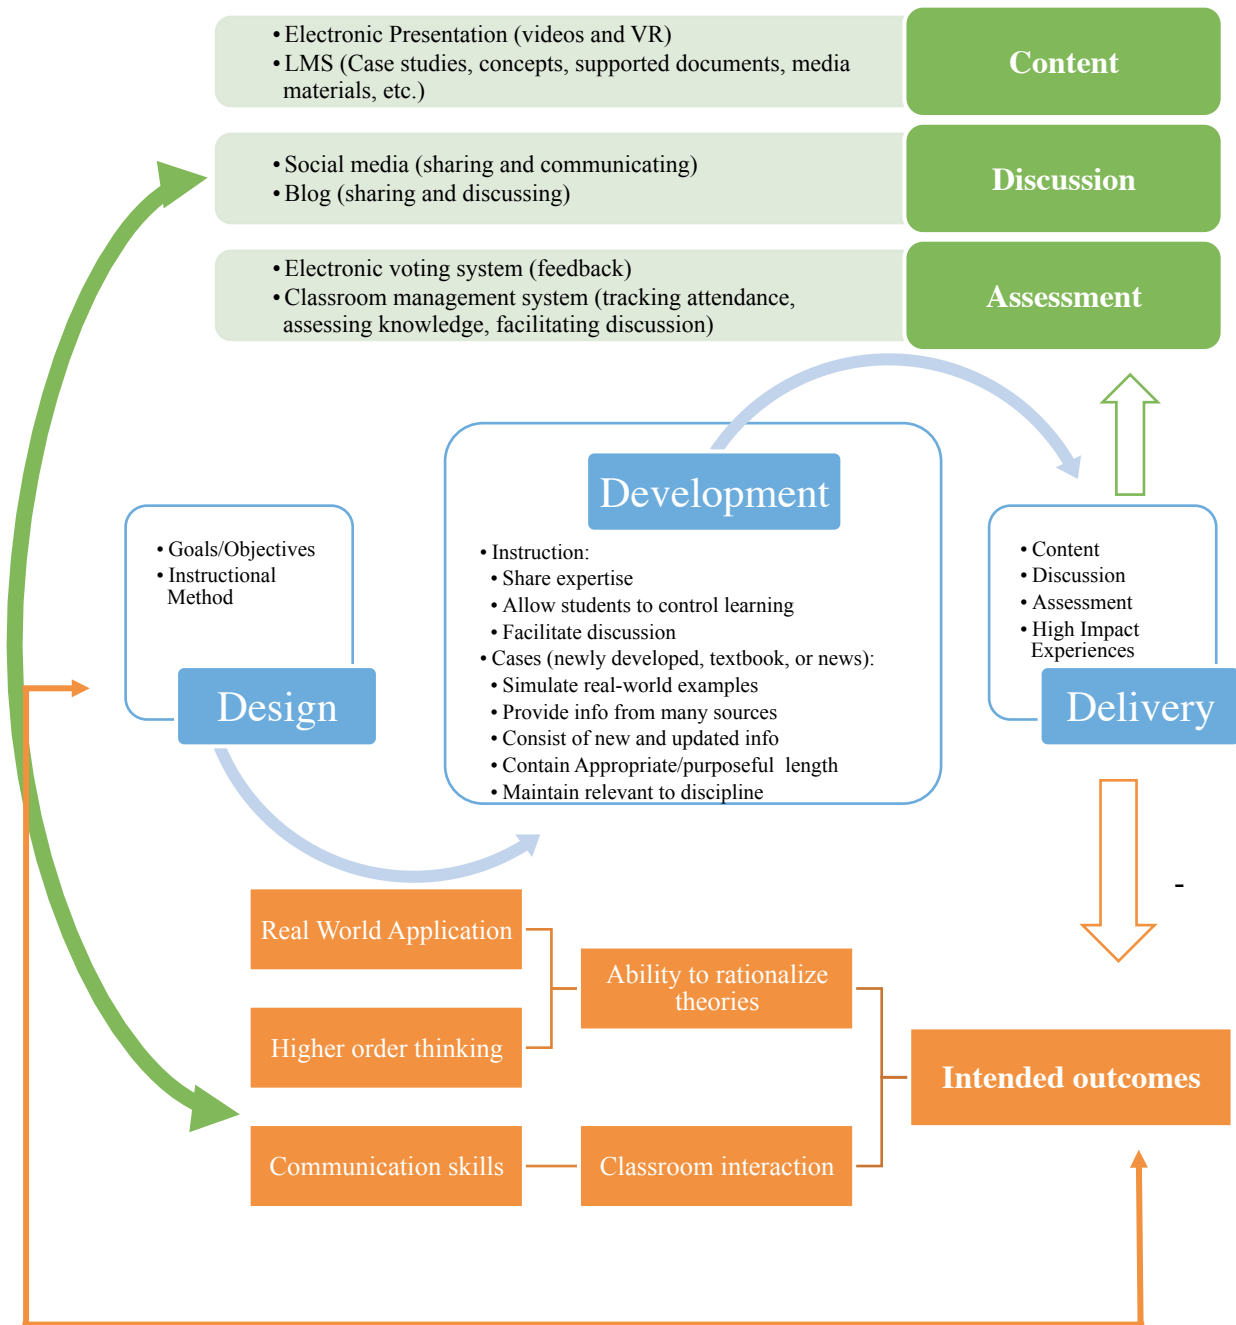 • Electronic Presentation (videos and VR)
• LMS (Case studies, concepts, supported documents, media
materials, etc.)
Content
• Social media (sharing and communicating)
• Blog (sharing and discussing)
Discussion
• Electronic voting system (feedback)
• Classroom management system (tracking attendance,
assessing knowledge, facilitating discussion)
Assessment
• Goals/Objectives
• Instructional
Method
Design
Development
• Instruction:
• Share expertise
• Allow students to control learning
• Facilitate discussion
• Cases (newly developed, textbook, or news):
• Simulate real-world examples
• Provide info from many sources
• Consist of new and updated info
• Contain Appropriate/purposeful length
• Maintain relevant to discipline
• Content
• Discussion
• Assessment
• High Impact
Experiences
Delivery
-
Real World Application
Higher order thinking
Ability to rationalize
theories
Communication skills
Classroom interaction
Intended outcomes